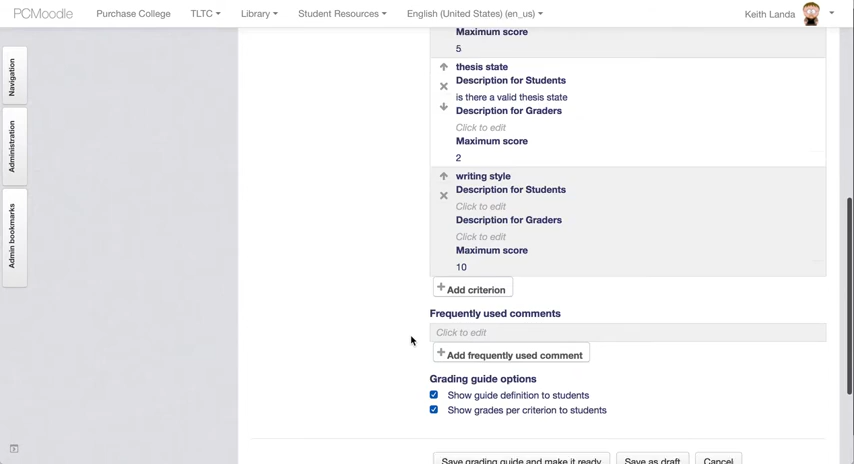 PCMoodle Purchase College TLTC Library Student Resources English (United States) (en_us) Keith Landa
Maximum score
5
Navigation
thesis state
Description for Students
is there a valid thesis state
Description for Graders
Click to edit
Maximum score
2
Administration
writing style
Description for Students
Click to edit
Description for Graders
Click to edit
Maximum score
10
Admin bookmarks
Add criterion
Frequently used comments
Click to edit
Add frequently used comment
Grading guide options
Show guide definition to students
Show grades per criterion to students
Save grading guide and make it ready Save as draft Cancel